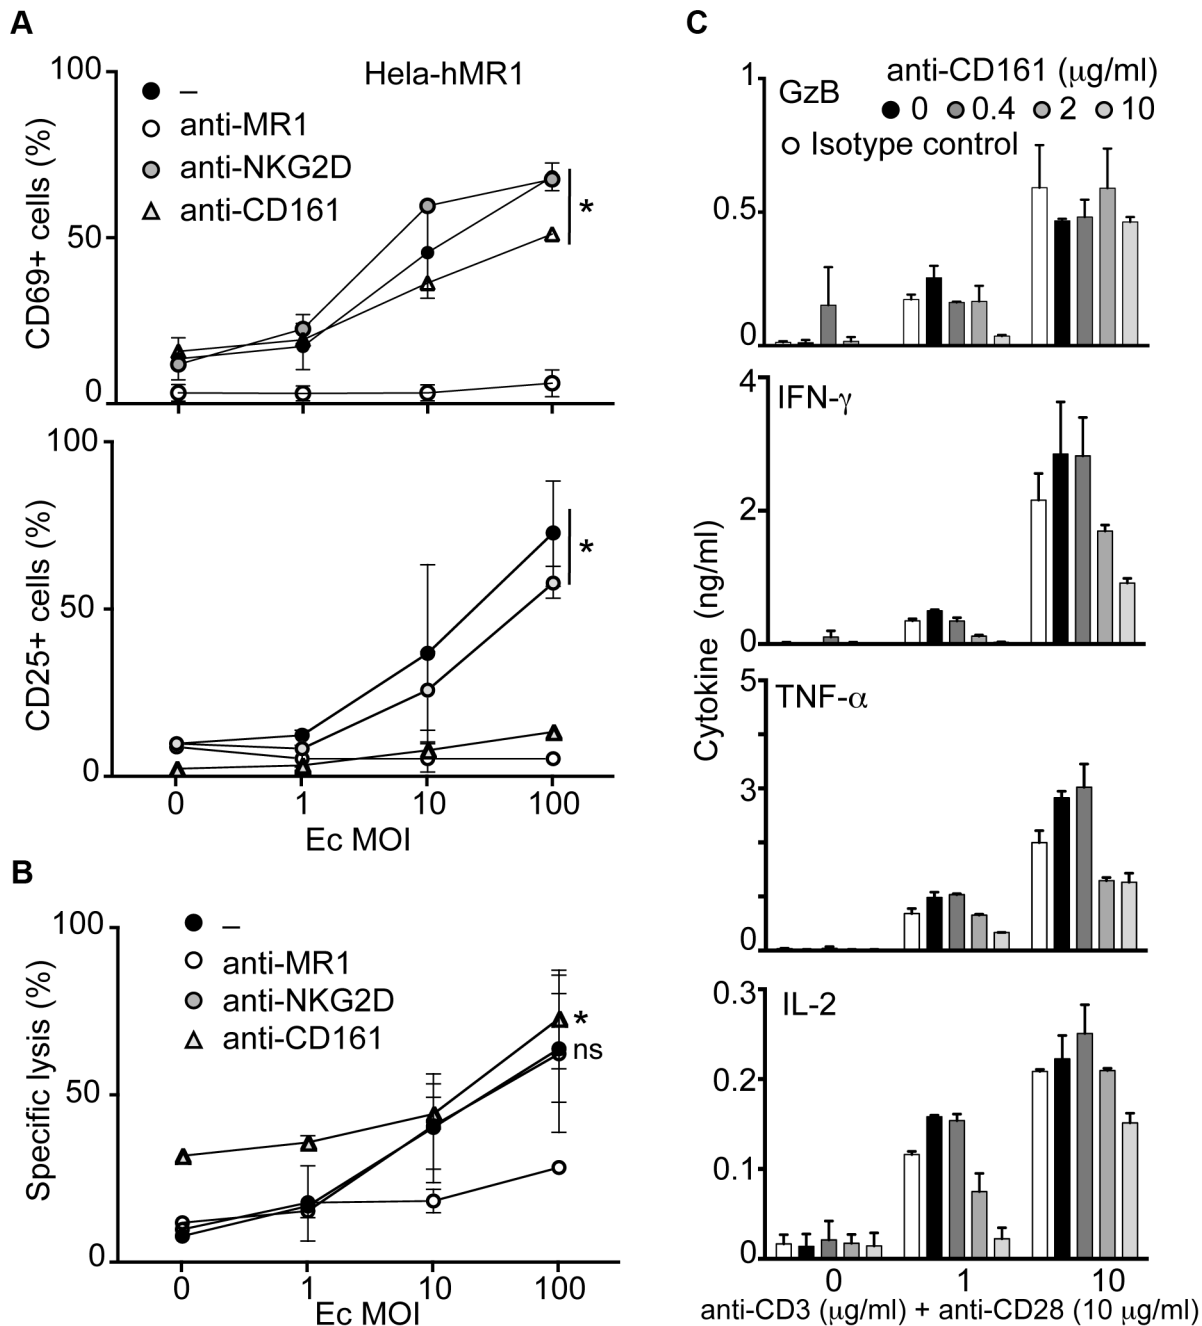 A
Hela-hMR1
–
anti-MR1
anti-NKG2D
anti-CD161
CD69+ cells (%)
100
50
0
*
CD25+ cells (%)
100
50
0
*
0 1 10 100
Ec MOI
B
–
anti-MR1
anti-NKG2D
anti-CD161
Specific lysis (%)
100
50
0
*
ns
0 1 10 100
Ec MOI
C
anti-CD161 (μg/ml)
0 0.4 2 10
Isotype control
GzB
1
0.5
0
IFN-γ
4
2
0
Cytokine (ng/ml)
TNF-α
5
3
0
IL-2
0.3
0.2
0.1
0
0 1 10
anti-CD3 (μg/ml) + anti-CD28 (10 μg/ml)